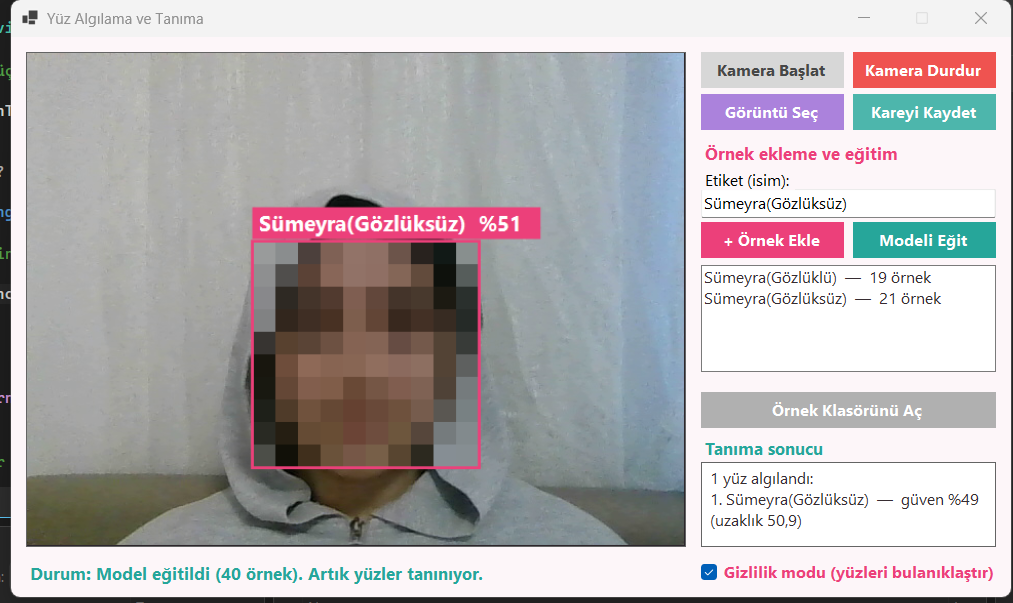 Yüz Algılama ve Tanıma
Kamera Başlat
Kamera Durdur
Görüntü Seç
Kareyi Kaydet
Örnek ekleme ve eğitim
Etiket (isim):
Sümeyra(Gözlüksüz)
+ Örnek Ekle
Modeli Eğit
Sümeyra(Gözlüklü) — 19 örnek
Sümeyra(Gözlüksüz) — 21 örnek
Örnek Klasörünü Aç
Tanıma sonucu
1 yüz algılandı:
1. Sümeyra(Gözlüksüz) — güven %49
(uzaklık 50,9)
Sümeyra(Gözlüksüz) %51
Durum: Model eğitildi (40 örnek). Artık yüzler tanınıyor.
Gizlilik modu (yüzleri bulanıklaştır)